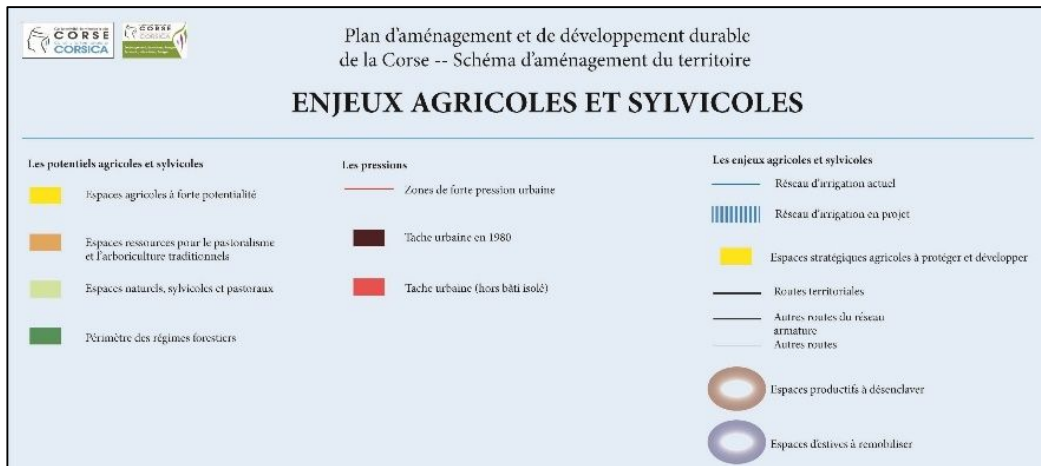 CORSE
CORSICA
CORSE
CORSICA
Plan d'aménagement et de développement durable
de la Corse -- Schéma d'aménagement du territoire
ENJEUX AGRICOLES ET SYLVICOLES
Les potentiels agricoles et sylvicoles
Espaces agricoles à forte potentialité
Espaces ressources pour le pastoralisme
et l'arboriculture traditionnels
Espaces naturels, sylvicoles et pastoraux
Périmètre des régimes forestiers
Les pressions
Zones de forte pression urbaine
Tache urbaine en 1980
Tache urbaine (hors bâti isolé)
Les enjeux agricoles et sylvicoles
Réseau d'irrigation actuel
Réseau d'irrigation en projet
Espaces stratégiques agricoles à protéger et développer
Routes territoriales
Autres routes du réseau
armature
Autres routes
Espaces productifs à désenclaver
Espaces d'estives à remobiliser